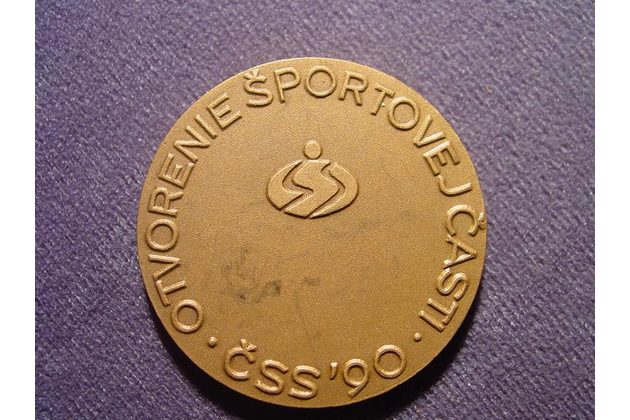 · OTVORENIE ŠPORTOVEJ ČASTI ·
ČSS '90